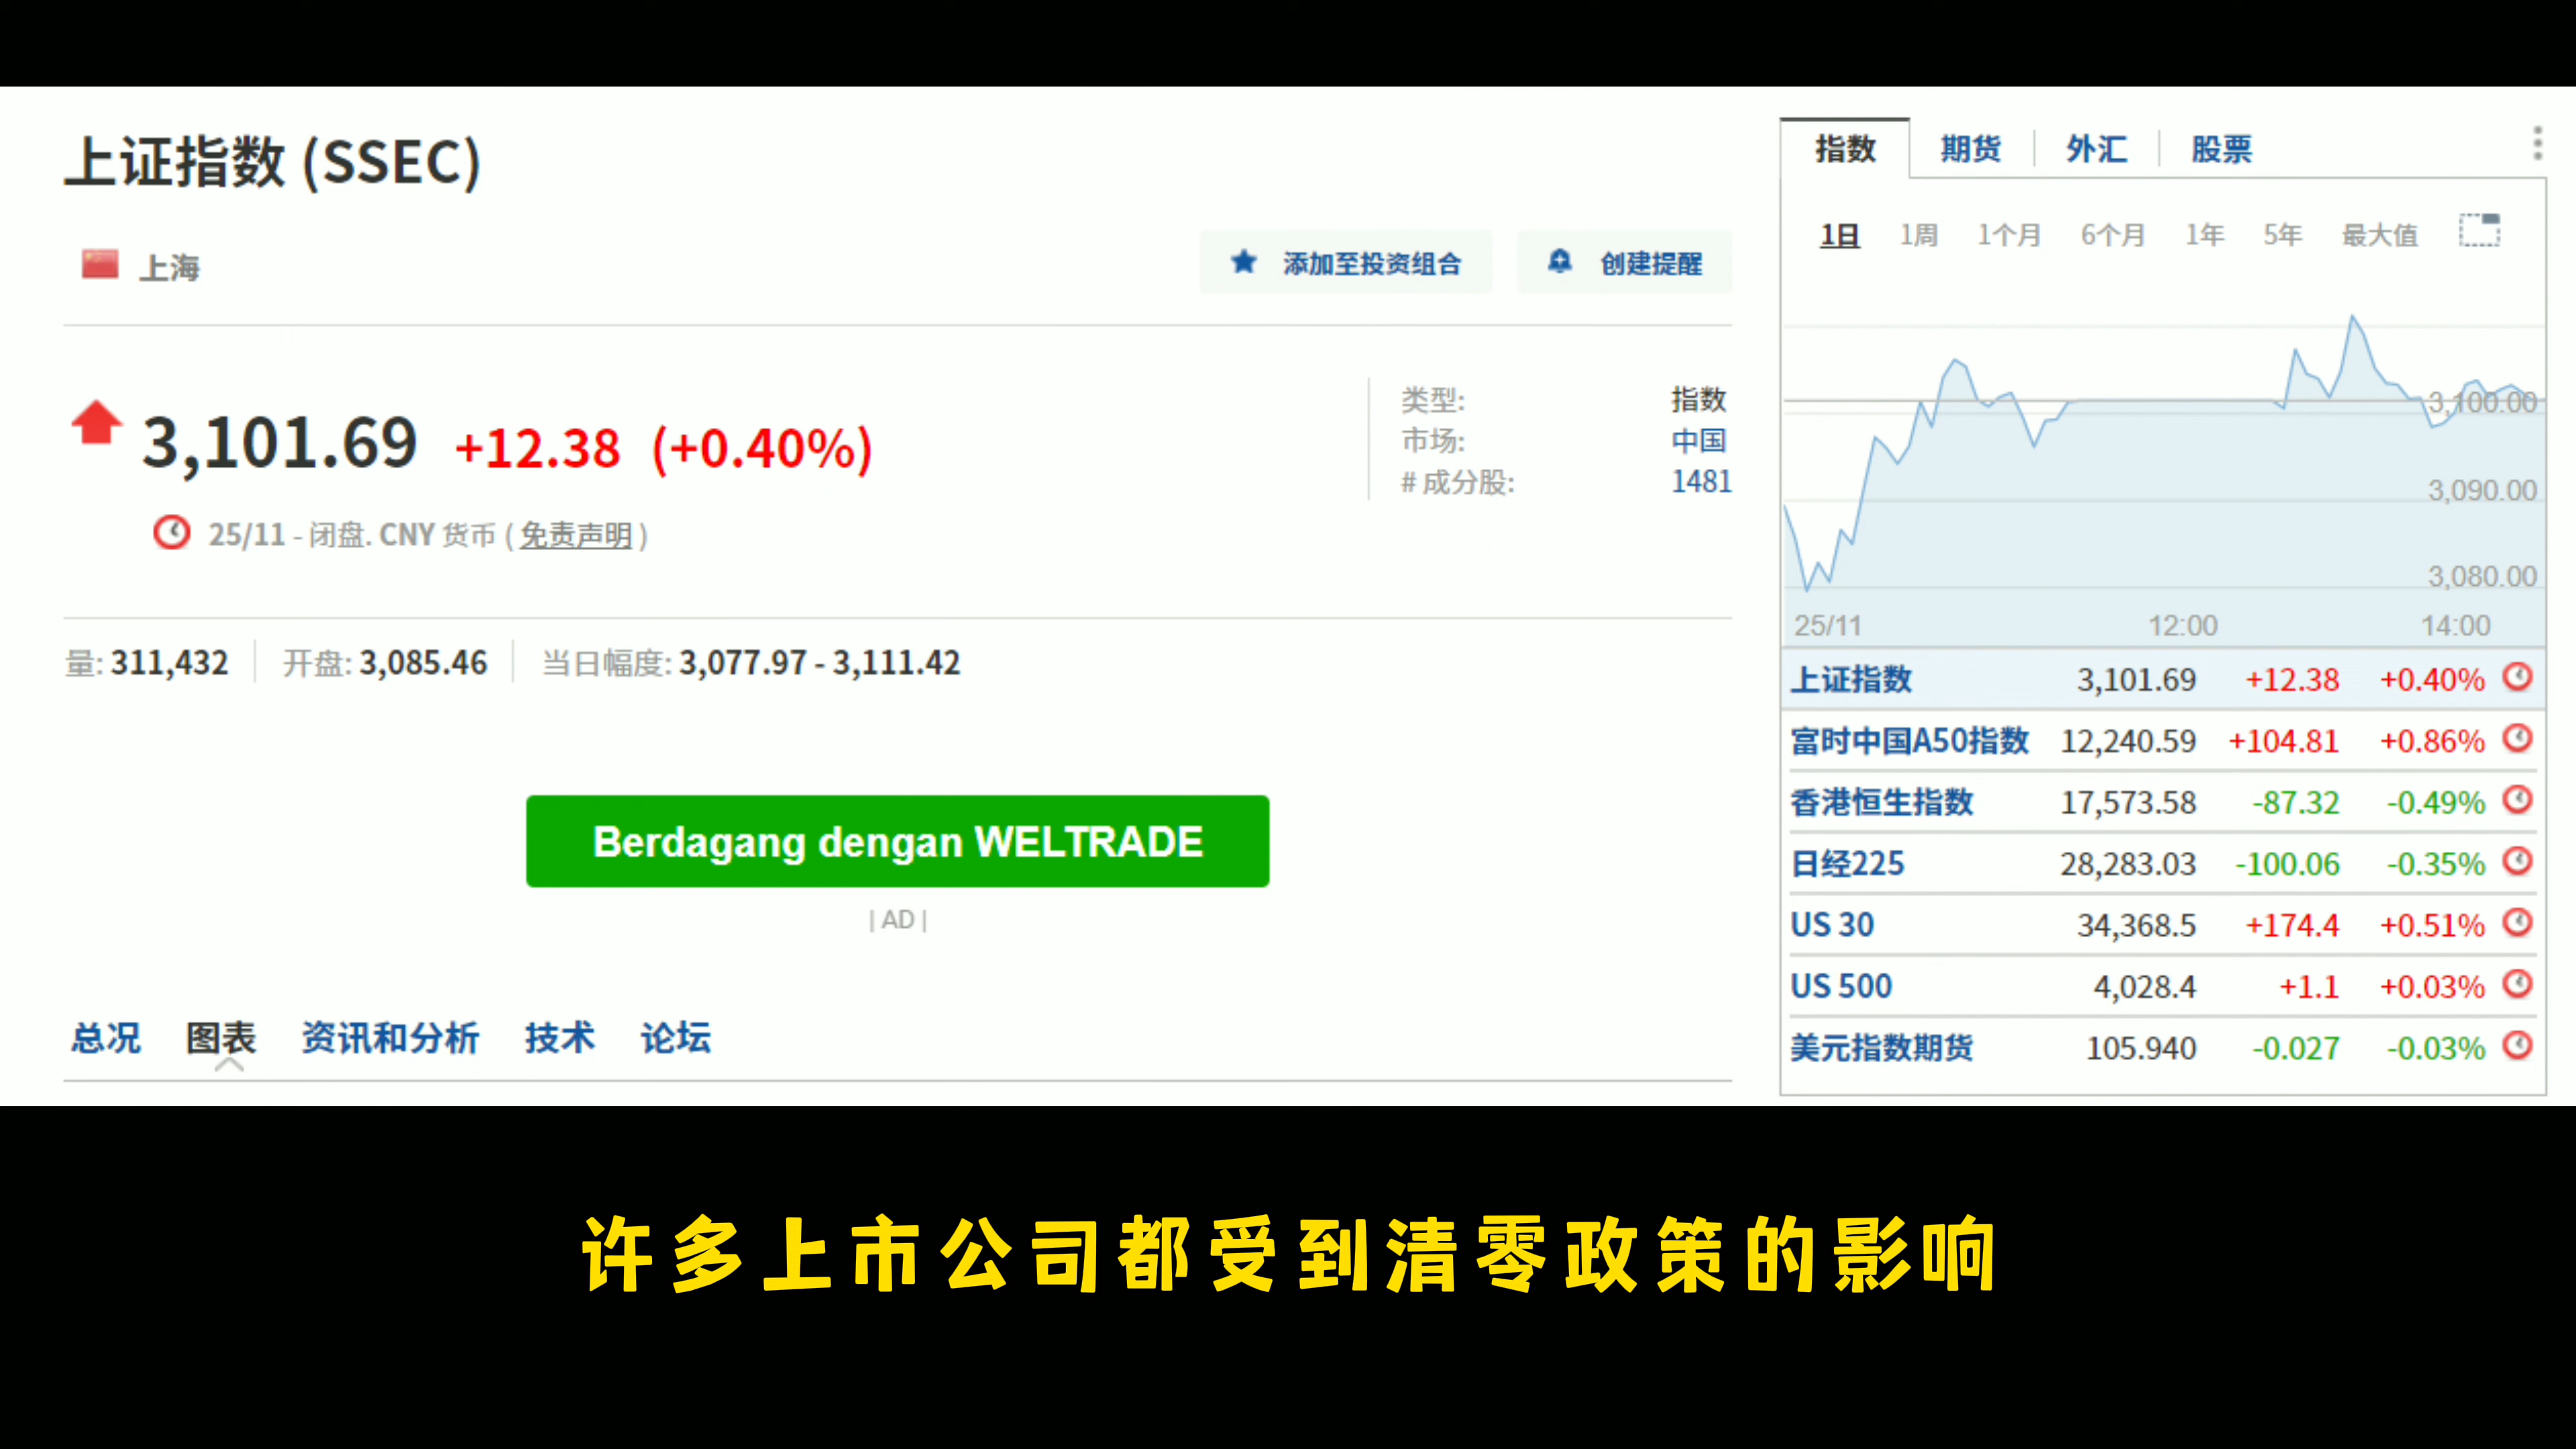 上证指数 (SSEC)
上海
添加至投资组合
创建提醒
3,101.69 +12.38 (+0.40%)
25/11 - 闭盘. CNY 货币 ( 免责声明 )
类型: 指数
市场: 中国
# 成分股: 1481
量: 311,432
开盘: 3,085.46
当日幅度: 3,077.97 - 3,111.42
Berdagang dengan WELTRADE
| AD |
总况 图表 资讯和分析 技术 论坛
指数 期货 外汇 股票
1日 1周 1个月 6个月 1年 5年 最大值
3,100.00
3,090.00
3,080.00
25/11 12:00 14:00
上证指数 3,101.69 +12.38 +0.40%
富时中国A50指数 12,240.59 +104.81 +0.86%
香港恒生指数 17,573.58 -87.32 -0.49%
日经225 28,283.03 -100.06 -0.35%
US 30 34,368.5 +174.4 +0.51%
US 500 4,028.4 +1.1 +0.03%
美元指数期货 105.940 -0.027 -0.03%
许多上市公司都受到清零政策的影响